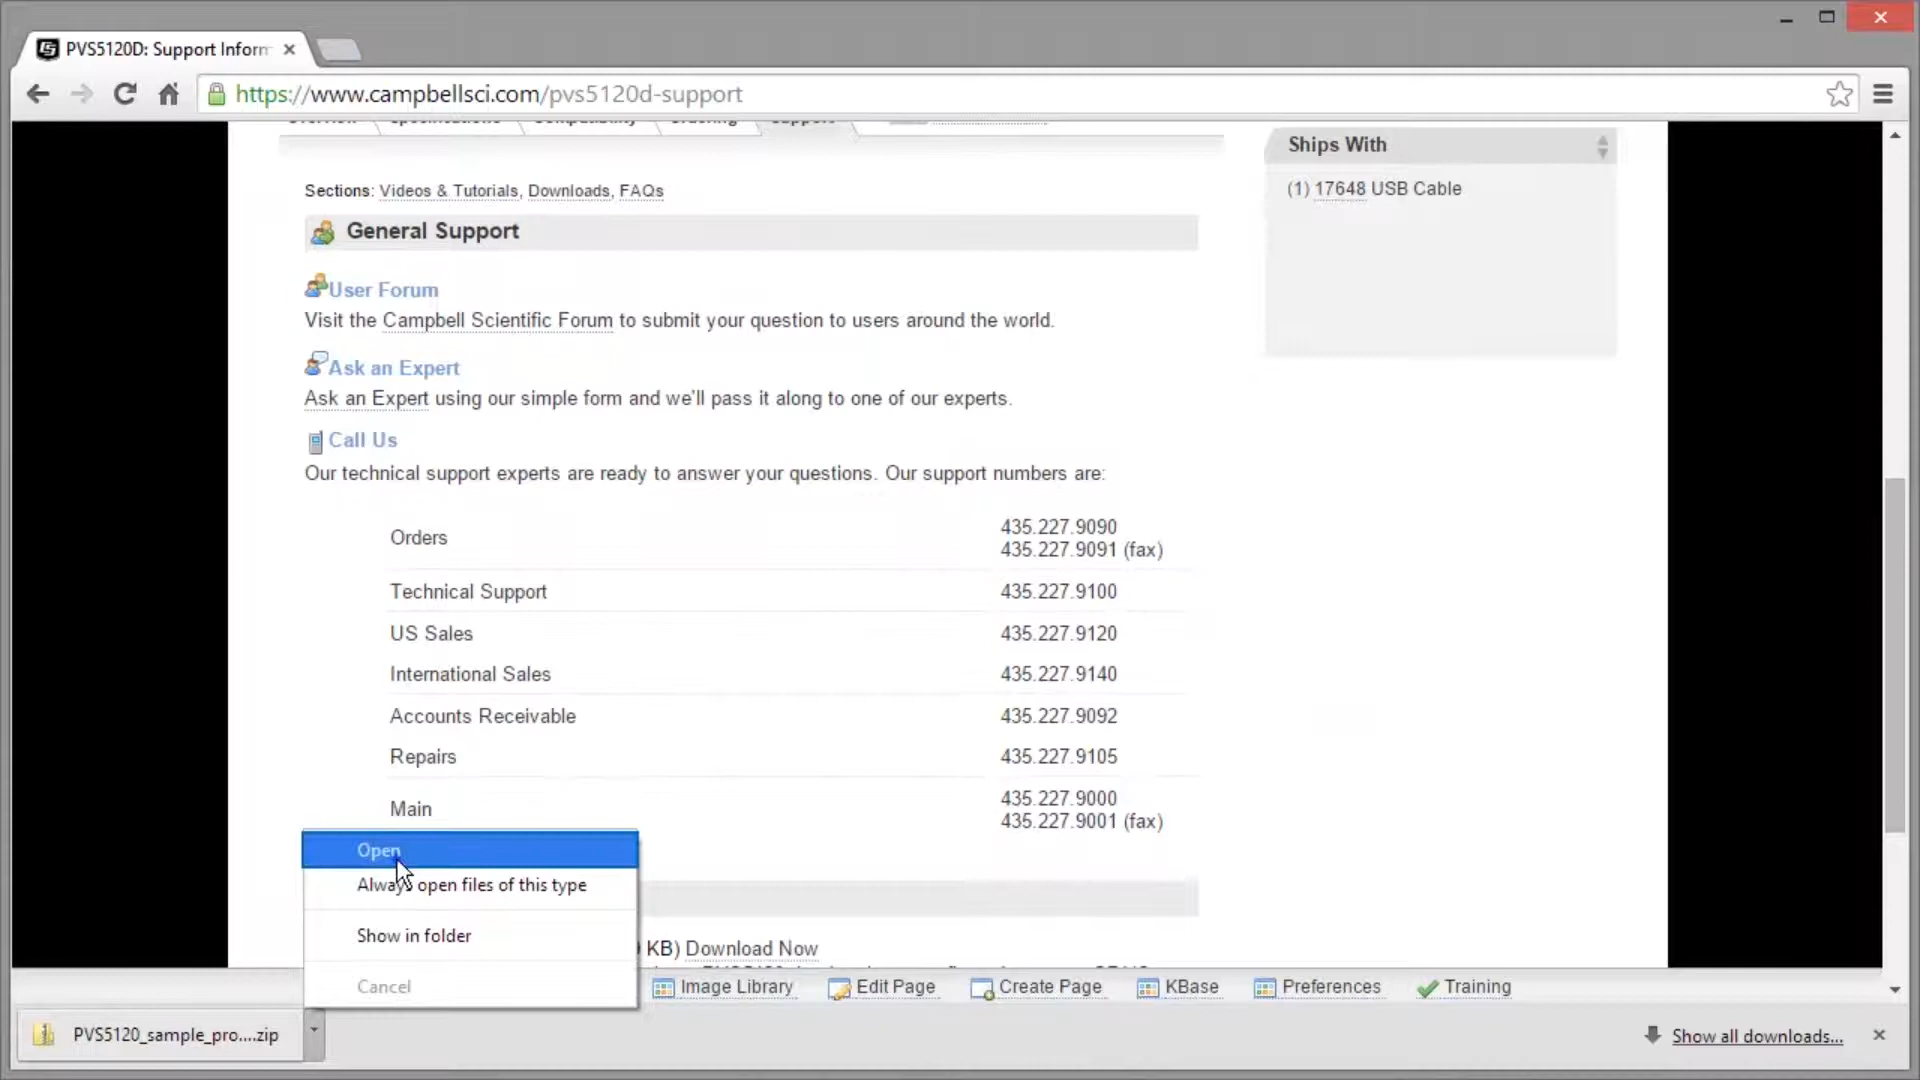 PVS5120D: Support Inform
https://www.campbellsci.com/pvs5120d-support
Ships With
(1) 17648 USB Cable
Sections: Videos & Tutorials, Downloads, FAQs
General Support
User Forum
Visit the Campbell Scientific Forum to submit your question to users around the world.
Ask an Expert
Ask an Expert using our simple form and we'll pass it along to one of our experts.
Call Us
Our technical support experts are ready to answer your questions. Our support numbers are:
Orders 435.227.9090
435.227.9091 (fax)
Technical Support 435.227.9100
US Sales 435.227.9120
International Sales 435.227.9140
Accounts Receivable 435.227.9092
Repairs 435.227.9105
Main 435.227.9000
435.227.9001 (fax)
Open
Always open files of this type
Show in folder
Cancel
KB) Download Now
Image Library Edit Page Create Page KBase Preferences Training
PVS5120_sample_pro....zip
Show all downloads...